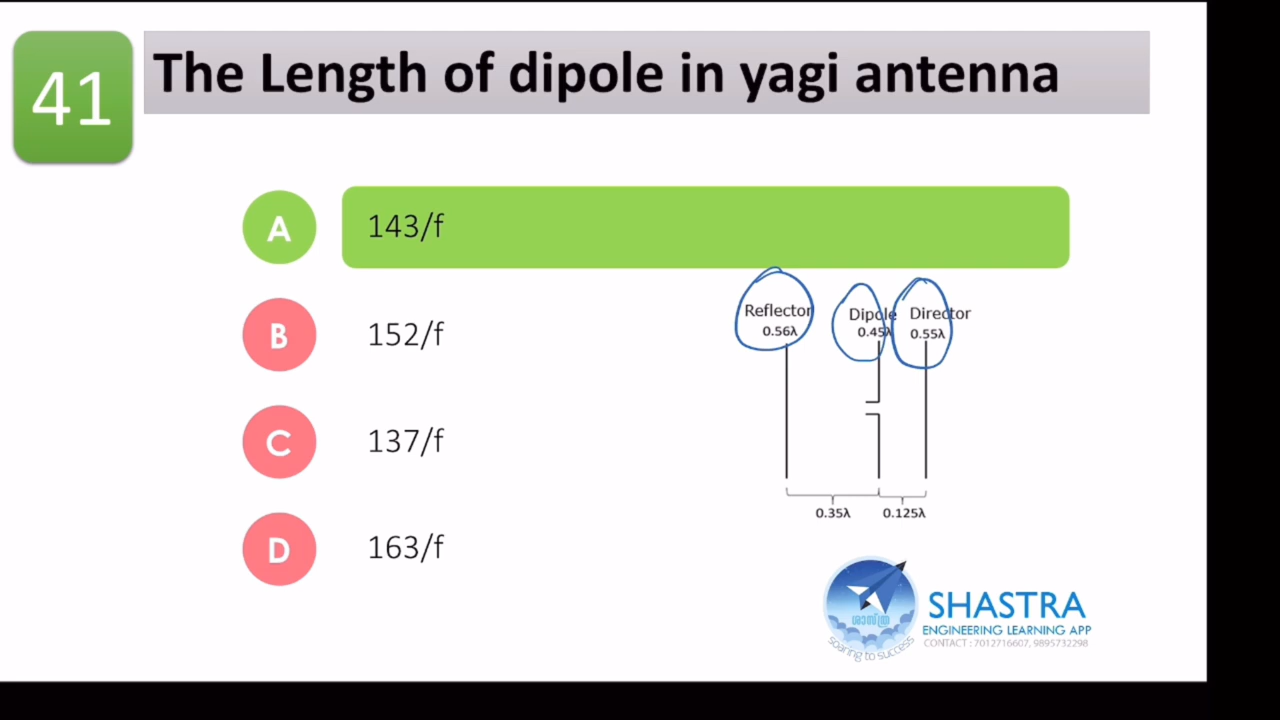 41
The Length of dipole in yagi antenna
A
143/f
B
152/f
C
137/f
D
163/f
Reflector
0.56λ
Dipole
0.45λ
Director
0.55λ
0.35λ
0.125λ
ശാസ്ത്ര
soaring to success
SHASTRA
ENGINEERING LEARNING APP
CONTACT : 7012716607, 9895732298